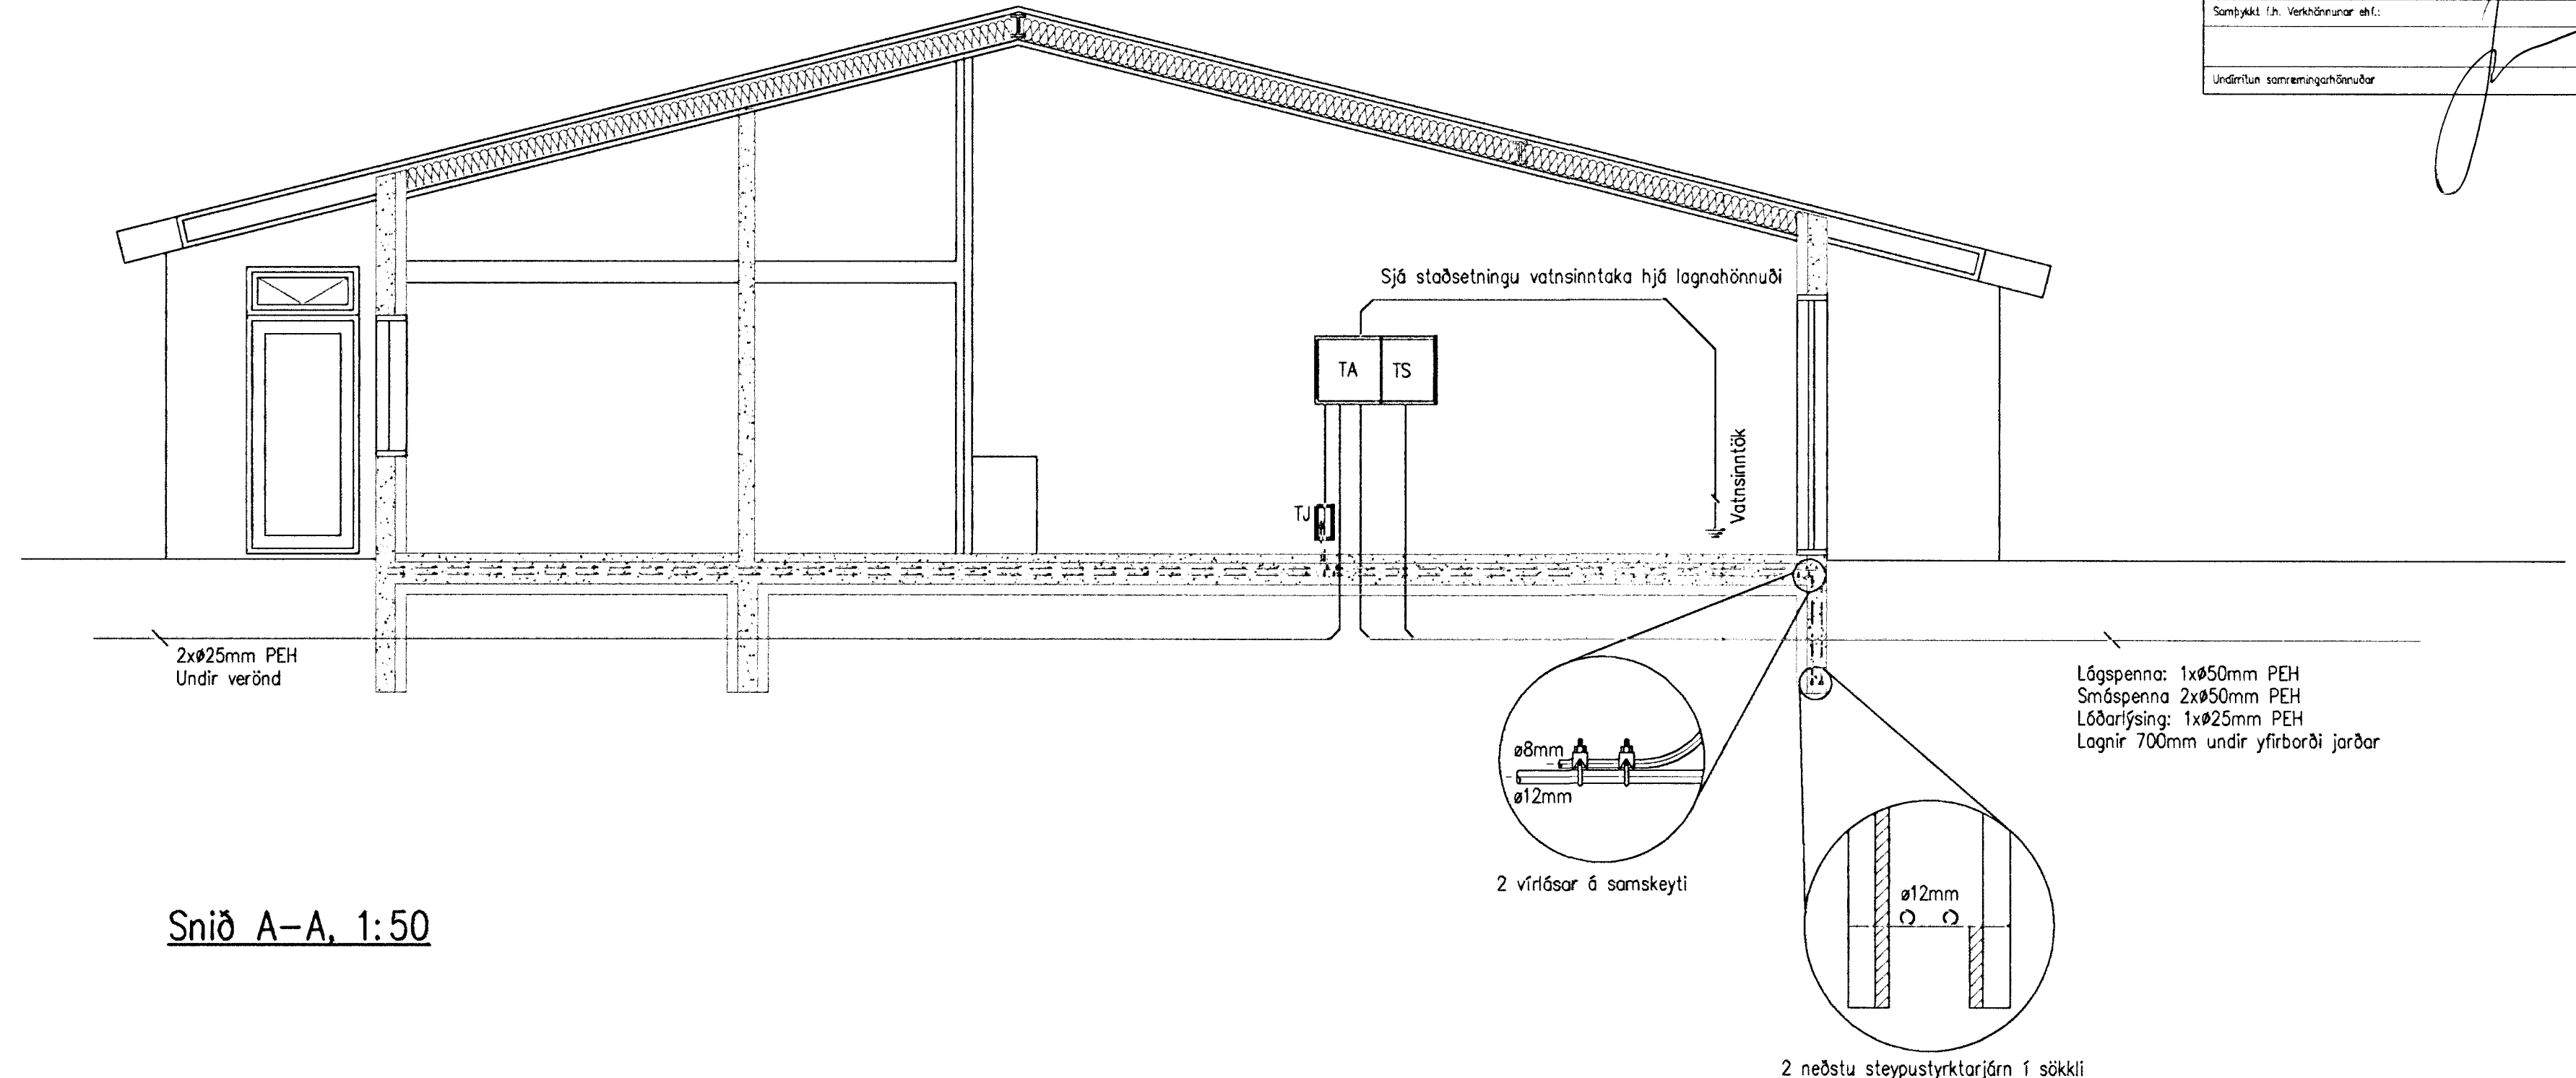 Samþykkt f.h. Verkhönnunar ehf.:
Undirritun samræmingarhönnuðar
Sjá staðsetningu vatnsinntaka hjá lagnahönnuði
TA
TS
TJ
Vatnsinntök
2xø25mm PEH
Undir verönd
Lágspenna: 1xø50mm PEH
Smáspenna 2xø50mm PEH
Lóðarlýsing: 1xø25mm PEH
Lagnir 700mm undir yfirborði jarðar
ø8mm
ø12mm
2 vírlásar á samskeyti
ø12mm
2 neðstu steypustyrktarjárn í sökkli
Snið A-A, 1:50